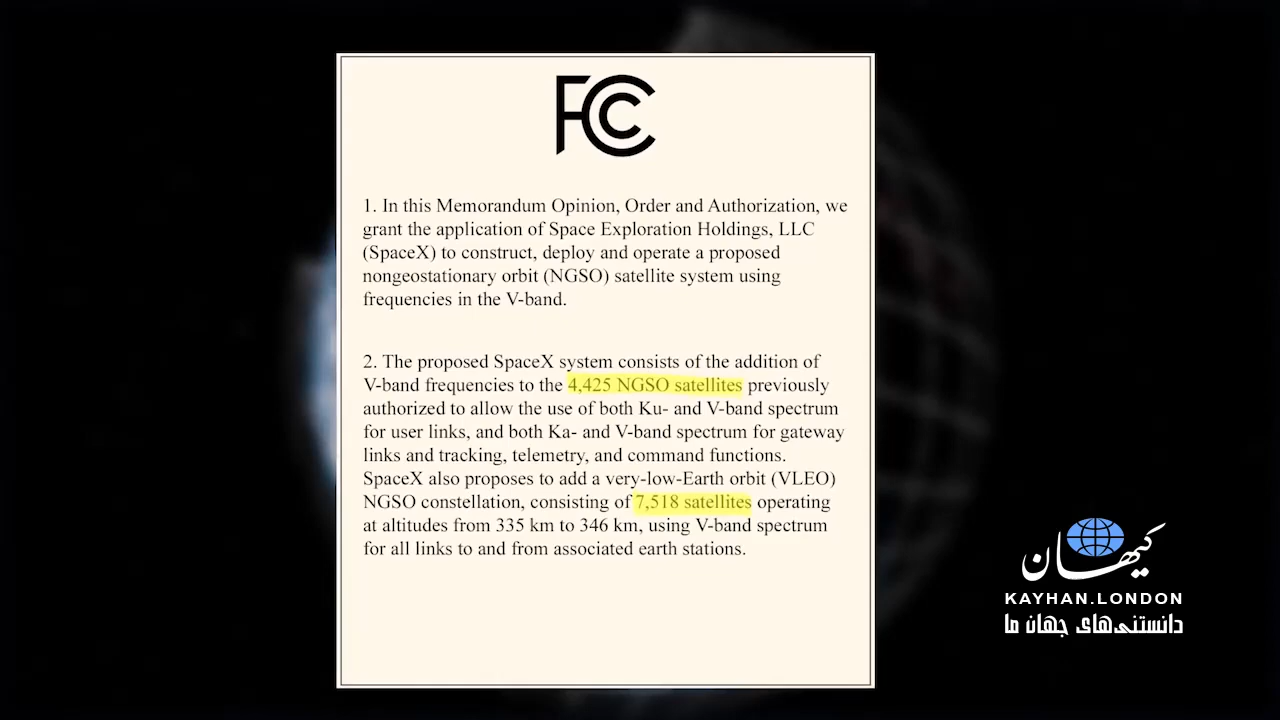 FCC
1. In this Memorandum Opinion, Order and Authorization, we
grant the application of Space Exploration Holdings, LLC
(SpaceX) to construct, deploy and operate a proposed
nongeostationary orbit (NGSO) satellite system using
frequencies in the V-band.
2. The proposed SpaceX system consists of the addition of
V-band frequencies to the 4,425 NGSO satellites previously
authorized to allow the use of both Ku- and V-band spectrum
for user links, and both Ka- and V-band spectrum for gateway
links and tracking, telemetry, and command functions.
SpaceX also proposes to add a very-low-Earth orbit (VLEO)
NGSO constellation, consisting of 7,518 satellites operating
at altitudes from 335 km to 346 km, using V-band spectrum
for all links to and from associated earth stations.
کیهان
KAYHAN.LONDON
دانستنی‌های جهان ما